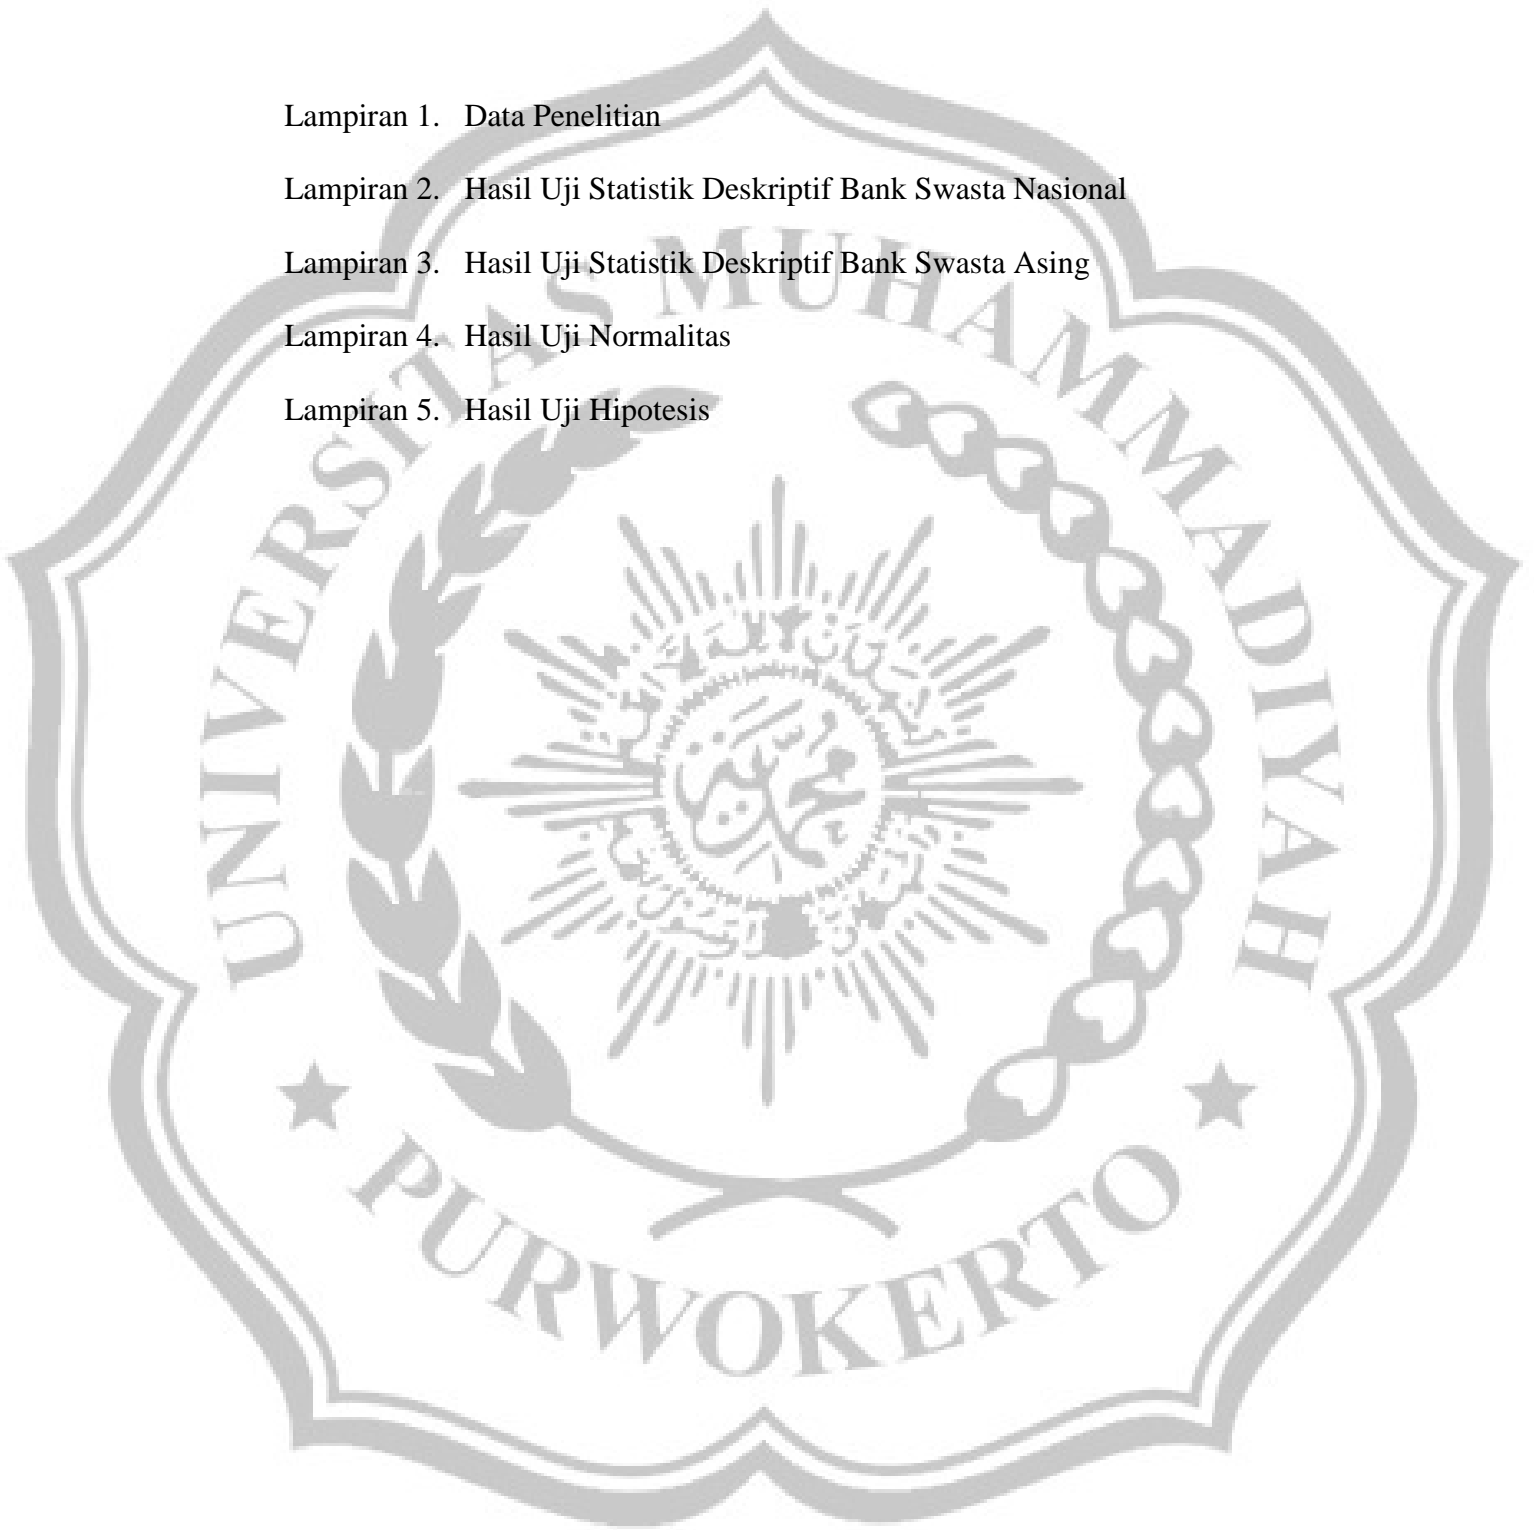 Lampiran 1. Data Penelitian
Lampiran 2. Hasil Uji Statistik Deskriptif Bank Swasta Nasional
Lampiran 3. Hasil Uji Statistik Deskriptif Bank Swasta Asing
Lampiran 4. Hasil Uji Normalitas
Lampiran 5. Hasil Uji Hipotesis
UNIVERSITAS MUHAMMADIYAH
PURWOKERTO
محمدية